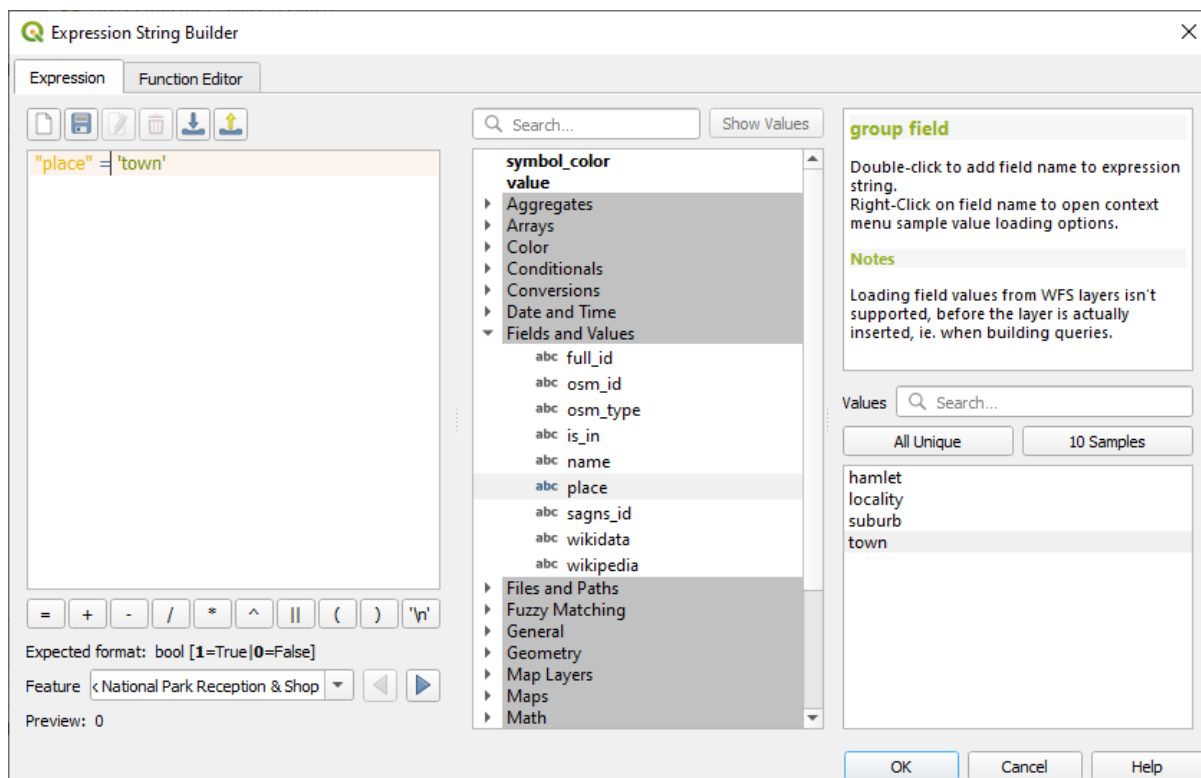 Expression String Builder
Expression
Function Editor
Search...
Show Values
"place" = 'town'
symbol_color
value
Aggregates
Arrays
Color
Conditionals
Conversions
Date and Time
Fields and Values
abc full_id
abc osm_id
abc osm_type
abc is_in
abc name
abc place
abc sagns_id
abc wikidata
abc wikipedia
Files and Paths
Fuzzy Matching
General
Geometry
Map Layers
Maps
Math
group field
Double-click to add field name to expression
string.
Right-Click on field name to open context
menu sample value loading options.
Notes
Loading field values from WFS layers isn't
supported, before the layer is actually
inserted, ie. when building queries.
Values Search...
All Unique
10 Samples
hamlet
locality
suburb
town
= + - / * ^ || ( ) '\n'
Expected format: bool [1=True|0=False]
Feature National Park Reception & Shop
Preview: 0
OK
Cancel
Help